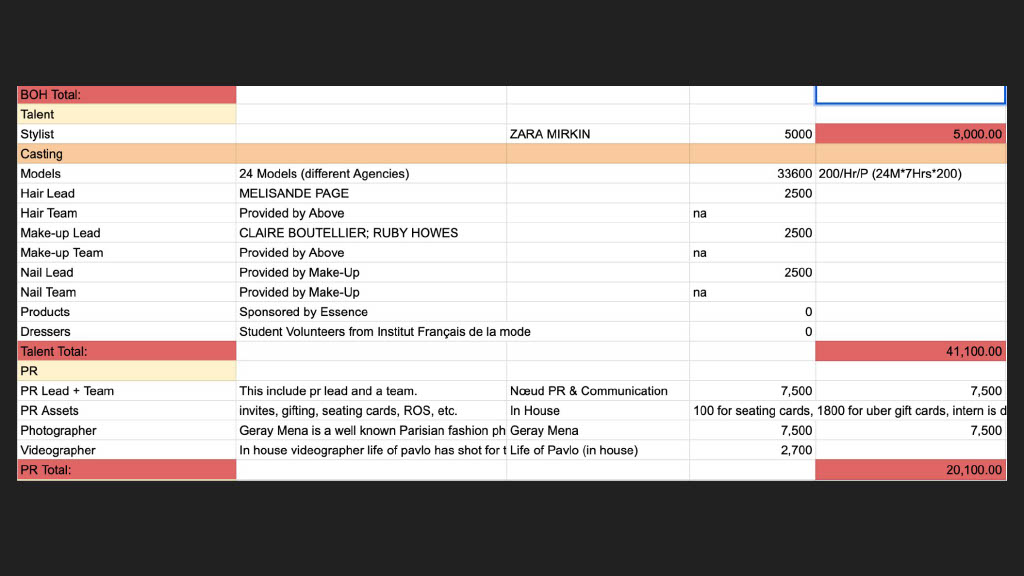 BOH Total:
Talent
Stylist ZARA MIRKIN 5000 5,000.00
Casting
Models 24 Models (different Agencies) 33600 200/Hr/P (24M*7Hrs*200)
Hair Lead MELISANDE PAGE 2500
Hair Team Provided by Above na
Make-up Lead CLAIRE BOUTELLIER; RUBY HOWES 2500
Make-up Team Provided by Above na
Nail Lead Provided by Make-Up 2500
Nail Team Provided by Make-Up na
Products Sponsored by Essence 0
Dressers Student Volunteers from Institut Français de la mode 0
Talent Total: 41,100.00
PR
PR Lead + Team This include pr lead and a team. Nœud PR & Communication 7,500 7,500
PR Assets invites, gifting, seating cards, ROS, etc. In House 100 for seating cards, 1800 for uber gift cards, intern is d
Photographer Geray Mena is a well known Parisian fashion ph Geray Mena 7,500 7,500
Videographer In house videographer life of pavlo has shot for t Life of Pavlo (in house) 2,700
PR Total: 20,100.00